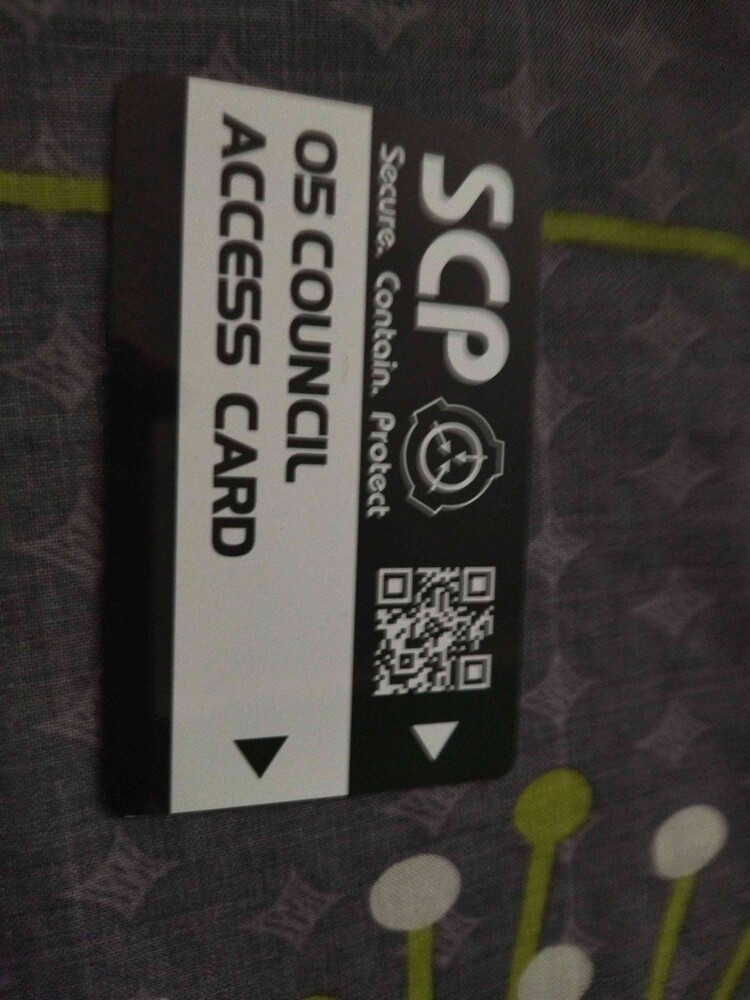 SCP
Secure. Contain. Protect
O5 COUNCIL
ACCESS CARD